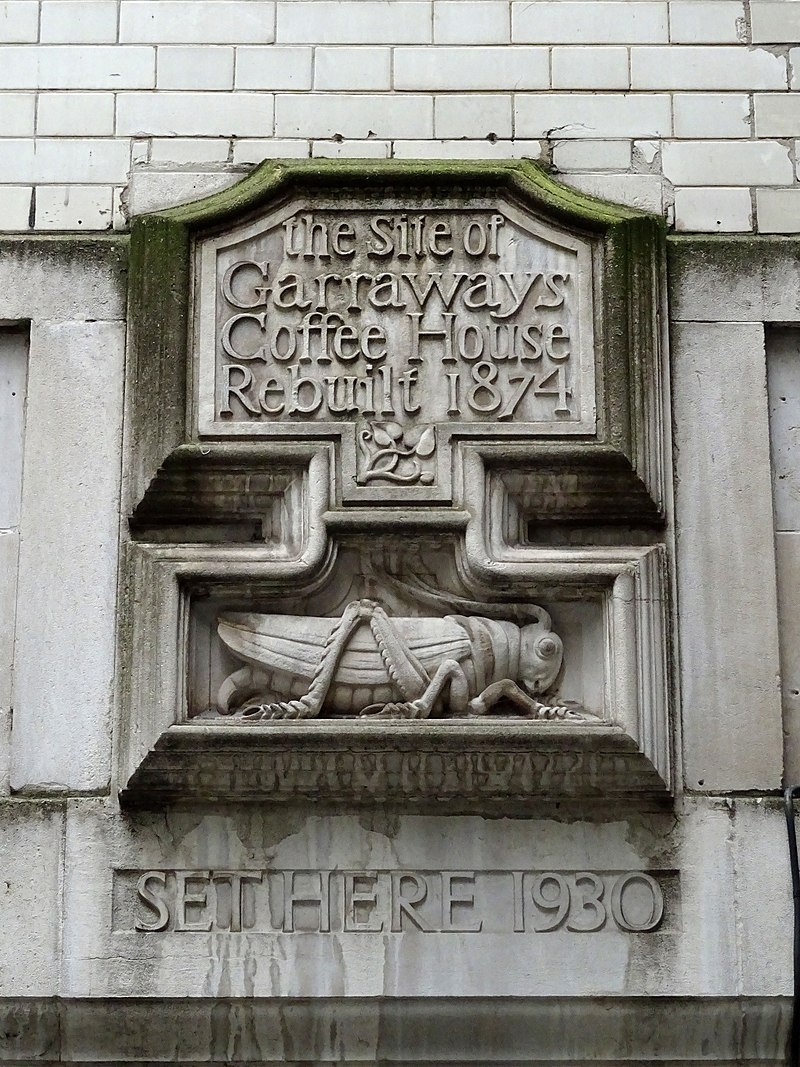 the Site of
Garraways
Coffee House
Rebuilt 1874
SET HERE 1930